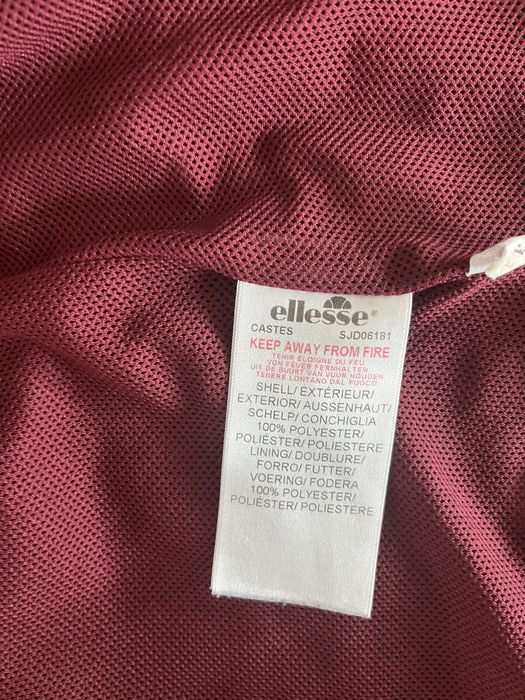 ellesse®
CASTES SJD06181
KEEP AWAY FROM FIRE
TENIR ÉLOIGNE DU FEU
VON FEUER FERNHALTEN
UIT DE BUURT VAN VUUR HOUDEN
TENERE LONTANO DAL FUOCO
SHELL/ EXTÉRIEUR/
EXTERIOR/ AUSSENHAUT/
SCHELP/ CONCHIGLIA
100% POLYESTER/
POLIÉSTER/ POLIESTERE
LINING/ DOUBLURE/
FORRO/ FUTTER/
VOERING/ FODERA
100% POLYESTER/
POLIÉSTER/ POLIESTERE